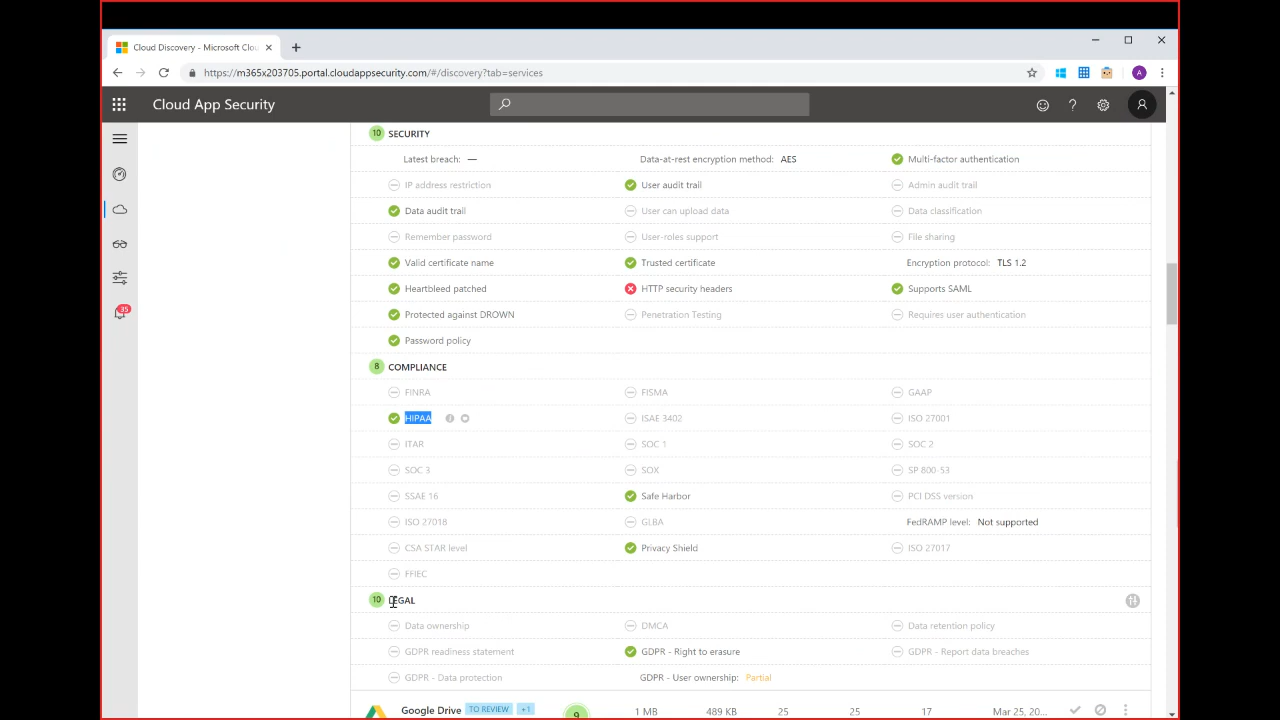 Cloud Discovery - Microsoft Clou
https://m365x203705.portal.cloudappsecurity.com/#/discovery?tab=services
A
Cloud App Security
?
10 SECURITY
Latest breach: — Data-at-rest encryption method: AES Multi-factor authentication
IP address restriction User audit trail Admin audit trail
Data audit trail User can upload data Data classification
Remember password User-roles support File sharing
Valid certificate name Trusted certificate Encryption protocol: TLS 1.2
Heartbleed patched HTTP security headers Supports SAML
35
Protected against DROWN Penetration Testing Requires user authentication
Password policy
8 COMPLIANCE
FINRA FISMA GAAP
HIPAA ISAE 3402 ISO 27001
ITAR SOC 1 SOC 2
SOC 3 SOX SP 800-53
SSAE 16 Safe Harbor PCI DSS version
ISO 27018 GLBA FedRAMP level: Not supported
CSA STAR level Privacy Shield ISO 27017
FFIEC
10 LEGAL
Data ownership DMCA Data retention policy
GDPR readiness statement GDPR - Right to erasure GDPR - Report data breaches
GDPR - Data protection GDPR - User ownership: Partial
Google Drive TO REVIEW +1 9 1 MB 489 KB 25 25 17 Mar 25, 20...